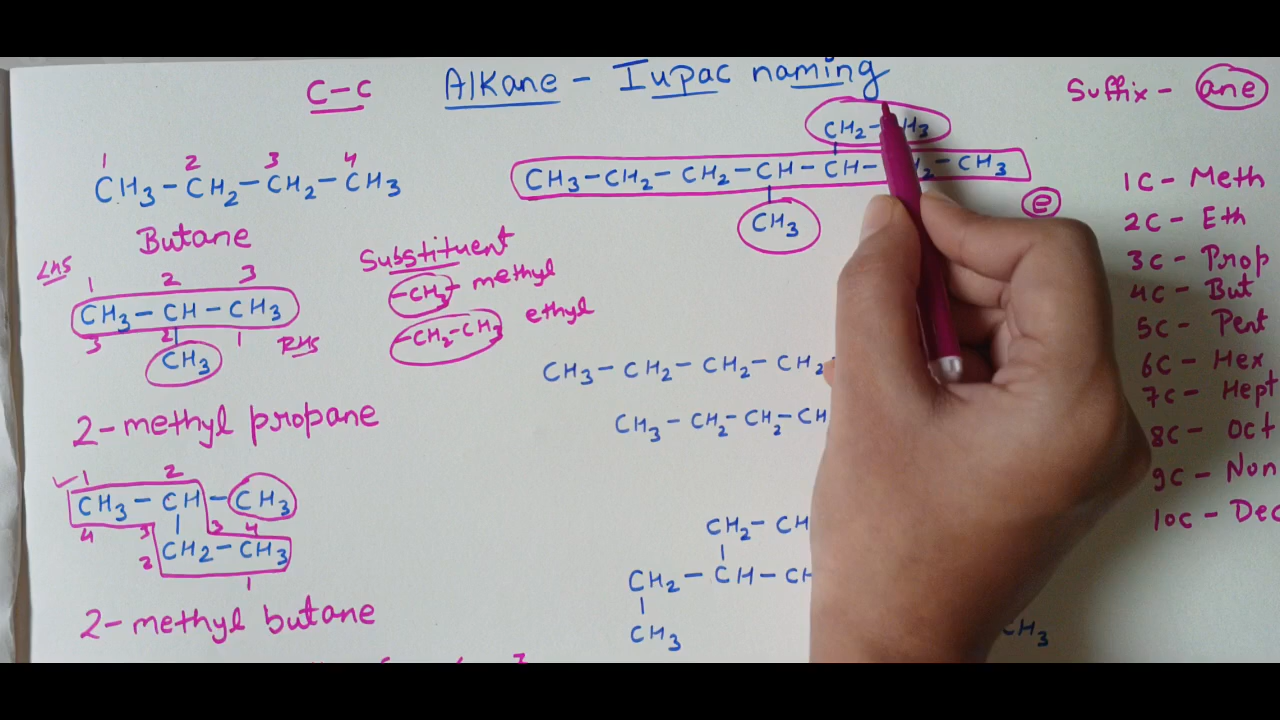 C-C
Alkane - Iupac naming
Suffix - ane
1 2 3 4
CH3 - CH2 - CH2 - CH3
Butane
LHS
1 2 3
CH3 - CH - CH3
3 2 1
RHS
CH3
2-methyl propane
1 2
CH3 - CH - CH3
4 3 3 4
2 CH2 - CH3
1
2-methyl butane
Substituent
-CH3- methyl
-CH2-CH3 ethyl
CH2- H3
CH3-CH2- CH2-CH-CH- H2-CH3
e
CH3
CH3- CH2- CH2- CH2
CH3 -CH2-CH2-CH
CH2- CH
CH2 - CH - CH
CH3
CH3
1C - Meth
2C - Eth
3C - Prop
4C - But
5C - Pent
6C - Hex
7C - Hept
8C - Oct
9C - Non
10C - Dec